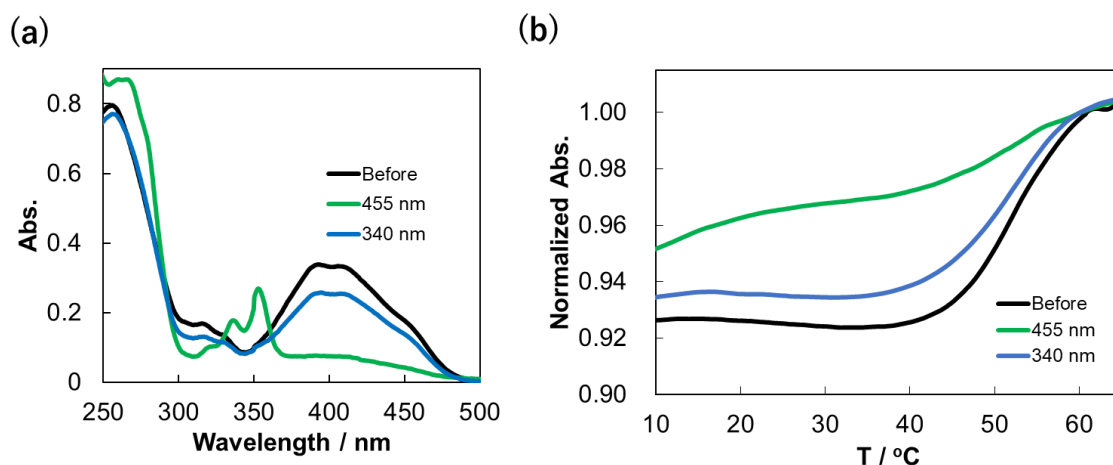 (a)
0.8
0.6
0.4
0.2
0
Abs.
Before
455 nm
340 nm
250 300 350 400 450 500
Wavelength / nm
(b)
1.00
0.98
0.96
0.94
0.92
0.90
Normalized Abs.
Before
455 nm
340 nm
10 20 30 40 50 60
T / °C